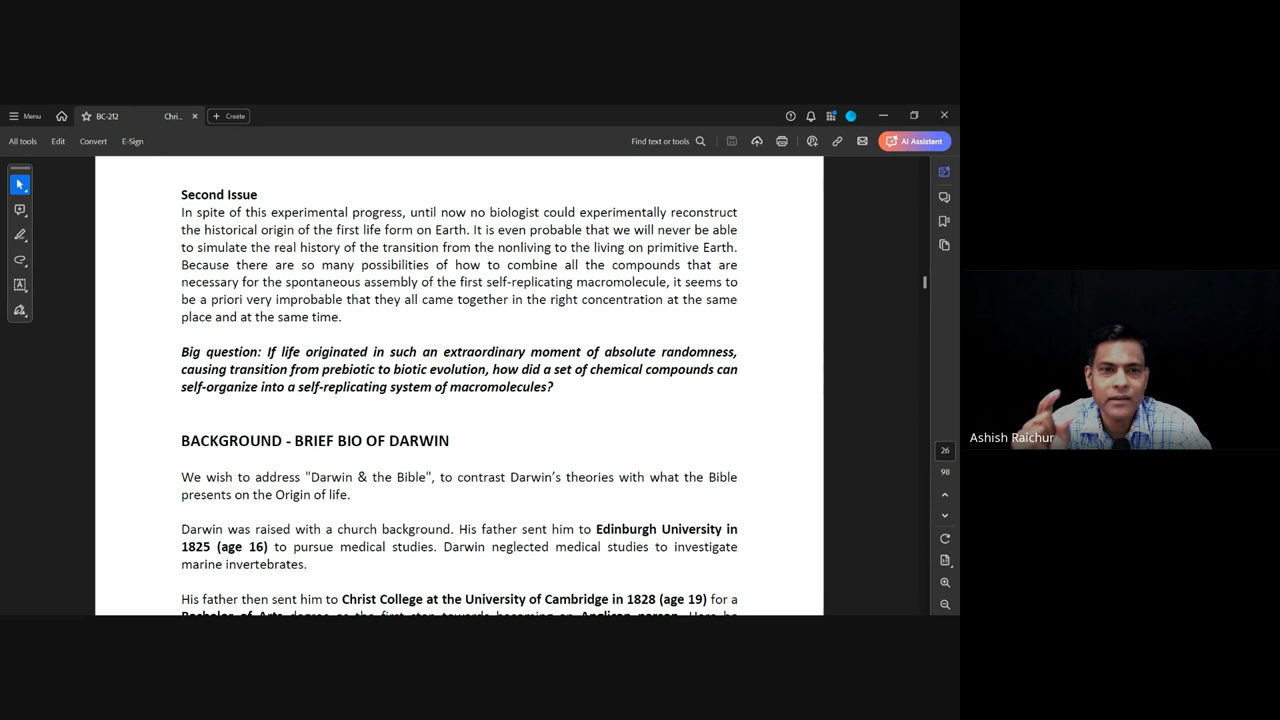 Menu
BC-212
Chri...
Create
All tools
Edit
Convert
E-Sign
Find text or tools
AI Assistant
Second Issue
In spite of this experimental progress, until now no biologist could experimentally reconstruct
the historical origin of the first life form on Earth. It is even probable that we will never be able
to simulate the real history of the transition from the nonliving to the living on primitive Earth.
Because there are so many possibilities of how to combine all the compounds that are
necessary for the spontaneous assembly of the first self-replicating macromolecule, it seems to
be a priori very improbable that they all came together in the right concentration at the same
place and at the same time.
Big question: If life originated in such an extraordinary moment of absolute randomness,
causing transition from prebiotic to biotic evolution, how did a set of chemical compounds can
self-organize into a self-replicating system of macromolecules?
BACKGROUND - BRIEF BIO OF DARWIN
We wish to address "Darwin & the Bible", to contrast Darwin's theories with what the Bible
presents on the Origin of life.
Darwin was raised with a church background. His father sent him to Edinburgh University in
1825 (age 16) to pursue medical studies. Darwin neglected medical studies to investigate
marine invertebrates.
His father then sent him to Christ College at the University of Cambridge in 1828 (age 19) for a
26
98
Ashish Raichur